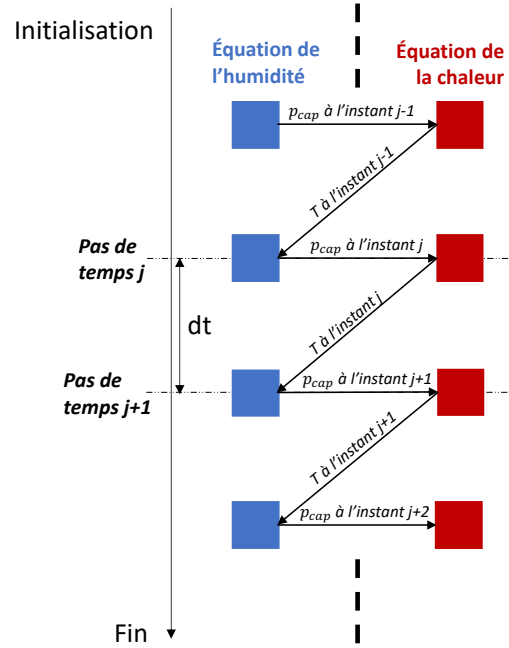 Initialisation
Équation de
l'humidité
Équation de
la chaleur
p_cap à l'instant j-1
T à l'instant j-1
Pas de
temps j
p_cap à l'instant j
dt
T à l'instant j
Pas de
temps j+1
p_cap à l'instant j+1
T à l'instant j+1
p_cap à l'instant j+2
Fin